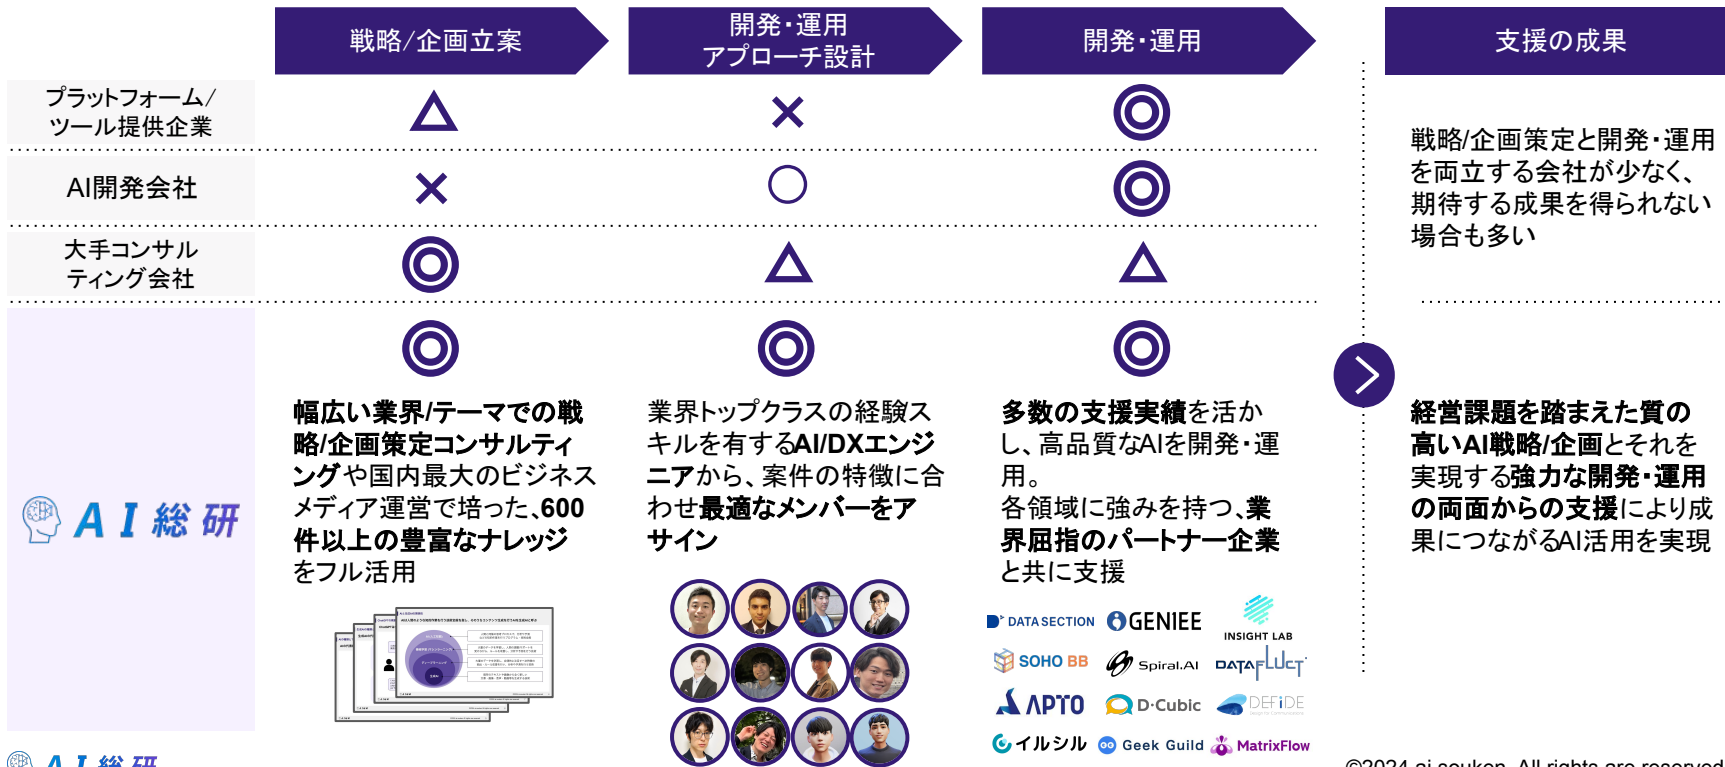 戦略/企画立案
開発・運用
アプローチ設計
開発・運用
支援の成果
プラットフォーム/
ツール提供企業
△
×
◎
AI開発会社
×
○
◎
大手コンサル
ティング会社
◎
△
△
戦略/企画策定と開発・運用
を両立する会社が少なく、
期待する成果を得られない
場合も多い
AI総研
◎
◎
◎
幅広い業界/テーマでの戦
略/企画策定コンサルティ
ングや国内最大のビジネス
メディア運営で培った、600
件以上の豊富なナレッジ
をフル活用
業界トップクラスの経験ス
キルを有するAI/DXエンジ
ニアから、案件の特徴に合
わせ最適なメンバーをア
サイン
多数の支援実績を活か
し、高品質なAIを開発・運
用。
各領域に強みを持つ、業
界屈指のパートナー企業
と共に支援
DATA SECTION
GENIEE
INSIGHT LAB
SOHO BB
Spiral.AI
DATAFLUCT
APTO
D・Cubic
DEFiDE
イルシル
Geek Guild
MatrixFlow
経営課題を踏まえた質の
高いAI戦略/企画とそれを
実現する強力な開発・運用
の両面からの支援により成
果につながるAI活用を実現
AI総研
©2024 ai souken. All rights are reserved